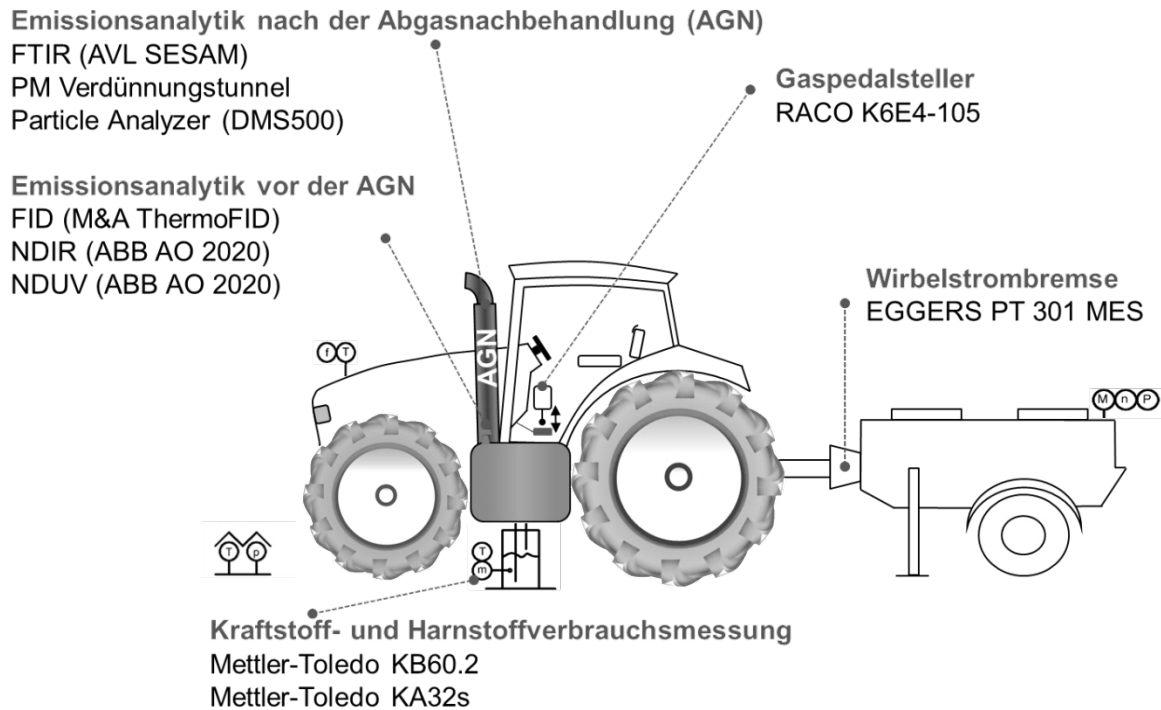 Emissionsanalytik nach der Abgasnachbehandlung (AGN)
FTIR (AVL SESAM)
PM Verdünnungstunnel
Particle Analyzer (DMS500)
Gaspedalsteller
RACO K6E4-105
Emissionsanalytik vor der AGN
FID (M&A ThermoFID)
NDIR (ABB AO 2020)
NDUV (ABB AO 2020)
Wirbelstrombremse
EGGERS PT 301 MES
f T
AGN
M n P
T p
T
m
Kraftstoff- und Harnstoffverbrauchsmessung
Mettler-Toledo KB60.2
Mettler-Toledo KA32s